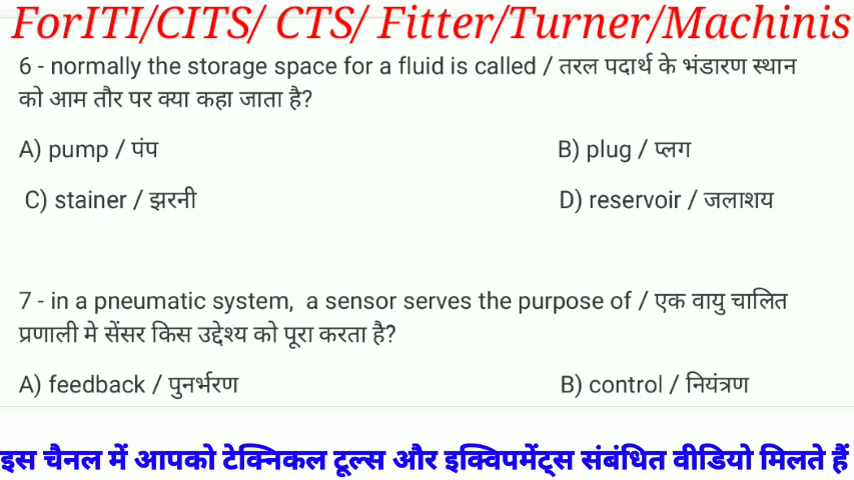 ForITI/CITS/ CTS/ Fitter/Turner/Machinis
6 - normally the storage space for a fluid is called / तरल पदार्थ के भंडारण स्थान
को आम तौर पर क्या कहा जाता है?
A) pump / पंप B) plug / प्लग
C) stainer / झरनी D) reservoir / जलाशय
7 - in a pneumatic system, a sensor serves the purpose of / एक वायु चालित
प्रणाली मे सेंसर किस उद्देश्य को पूरा करता है?
A) feedback / पुनर्भरण B) control / नियंत्रण
इस चैनल में आपको टेक्निकल टूल्स और इक्विपमेंट्स संबंधित वीडियो मिलते हैं